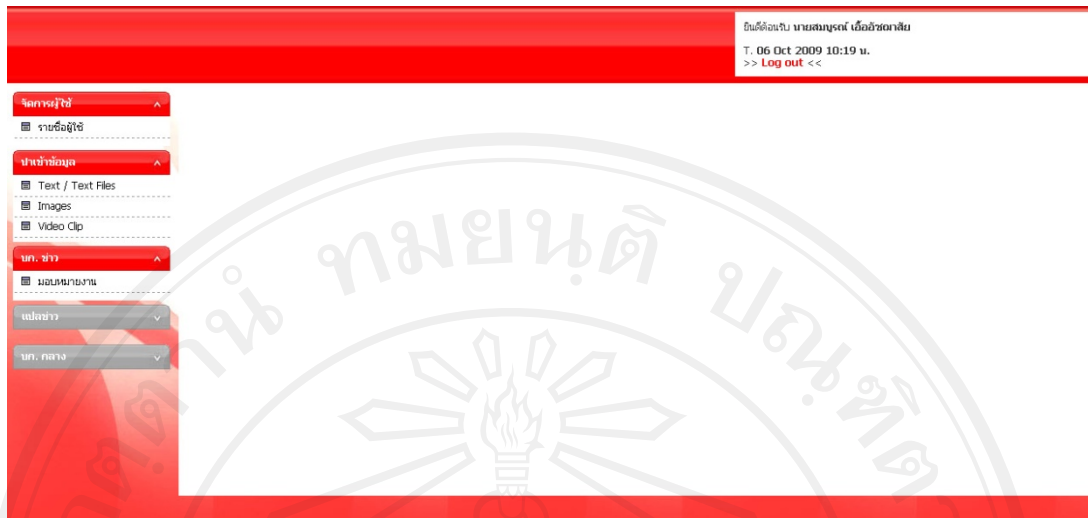 ยินดีต้อนรับ นายสมบูรณ์ เอื้ออัชฌาสัย
T. 06 Oct 2009 10:19 น.
>> Log out <<
จัดการผู้ใช้
รายชื่อผู้ใช้
นำเข้าข้อมูล
Text / Text Files
Images
Video Clip
บก. ข่าว
มอบหมายงาน
แปลข่าว
บก. กลาง